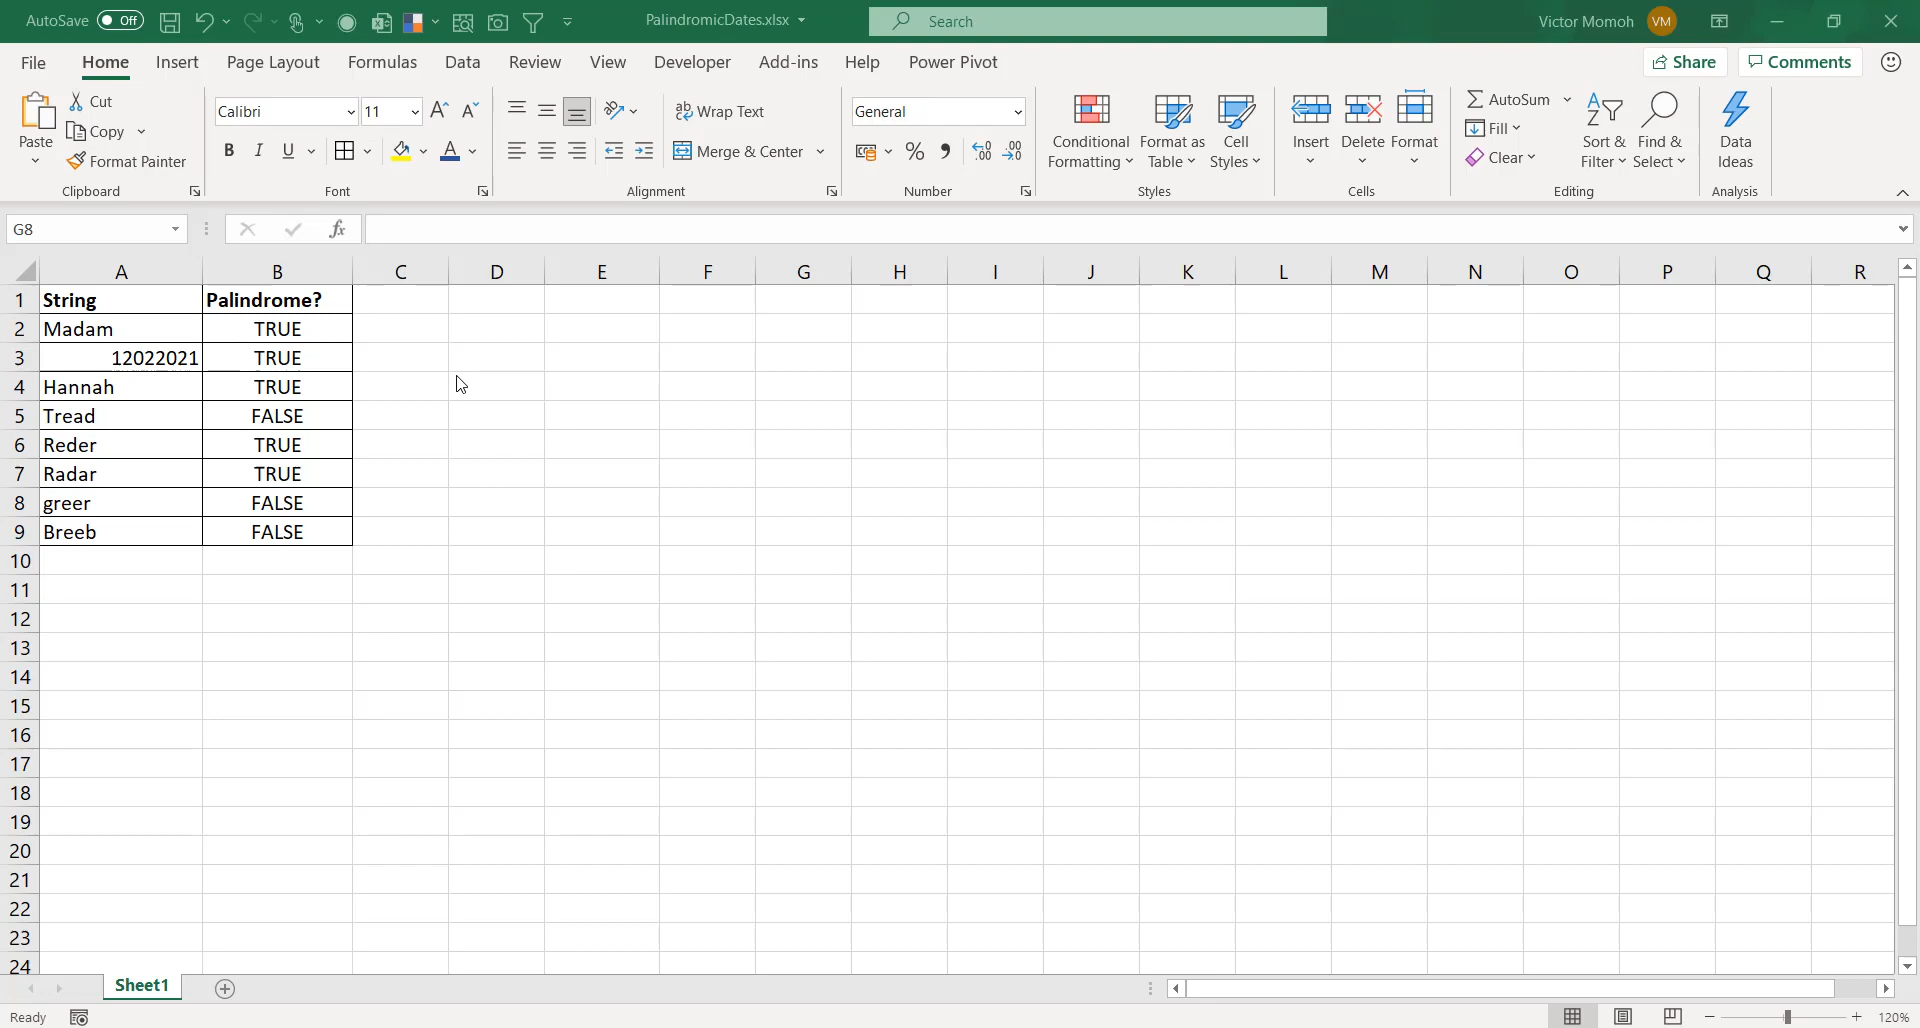 AutoSave Off PalindromicDates.xlsx Search Victor Momoh VM
File Home Insert Page Layout Formulas Data Review View Developer Add-ins Help Power Pivot Share Comments
Paste Cut Copy Format Painter
Clipboard
Calibri 11
B I U A
Font
Wrap Text
Merge & Center
Alignment
General
% 9
Number
Conditional Formatting
Format as Table
Cell Styles
Styles
Insert Delete Format
Cells
AutoSum
Fill
Clear
Sort & Filter
Find & Select
Editing
Data Ideas
Analysis
G8 fx
A B C D E F G H I J K L M N O P Q R
1 String Palindrome?
2 Madam TRUE
3 12022021 TRUE
4 Hannah TRUE
5 Tread FALSE
6 Reder TRUE
7 Radar TRUE
8 greer FALSE
9 Breeb FALSE
10
11
12
13
14
15
16
17
18
19
20
21
22
23
24
Sheet1
Ready 120%